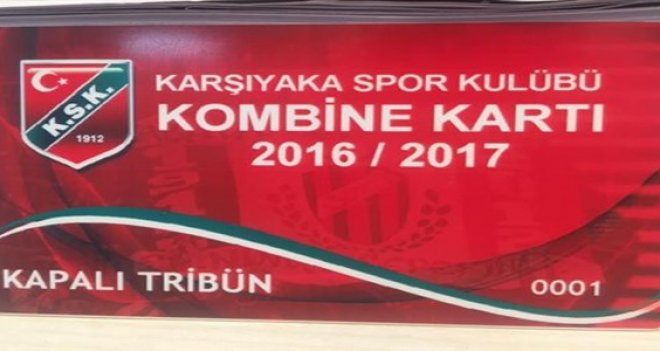 K.S.K.
1912
KARŞIYAKA SPOR KULÜBÜ
KOMBİNE KARTI
2016 / 2017
KAPALI TRİBÜN
0001